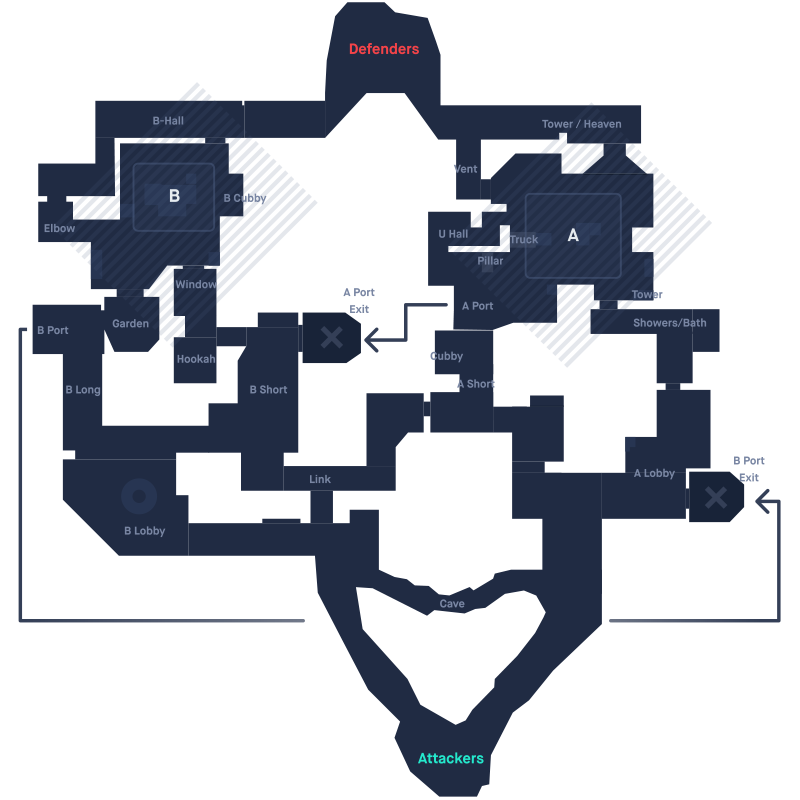 Defenders
B-Hall
Tower / Heaven
Vent
B
B Cubby
Elbow
U Hall
Truck
A
Pillar
Window
A Port
Exit
Tower
A Port
B Port
Garden
Showers/Bath
Hookah
Cubby
B Long
B Short
A Short
Link
A Lobby
B Port
Exit
B Lobby
Cave
Attackers